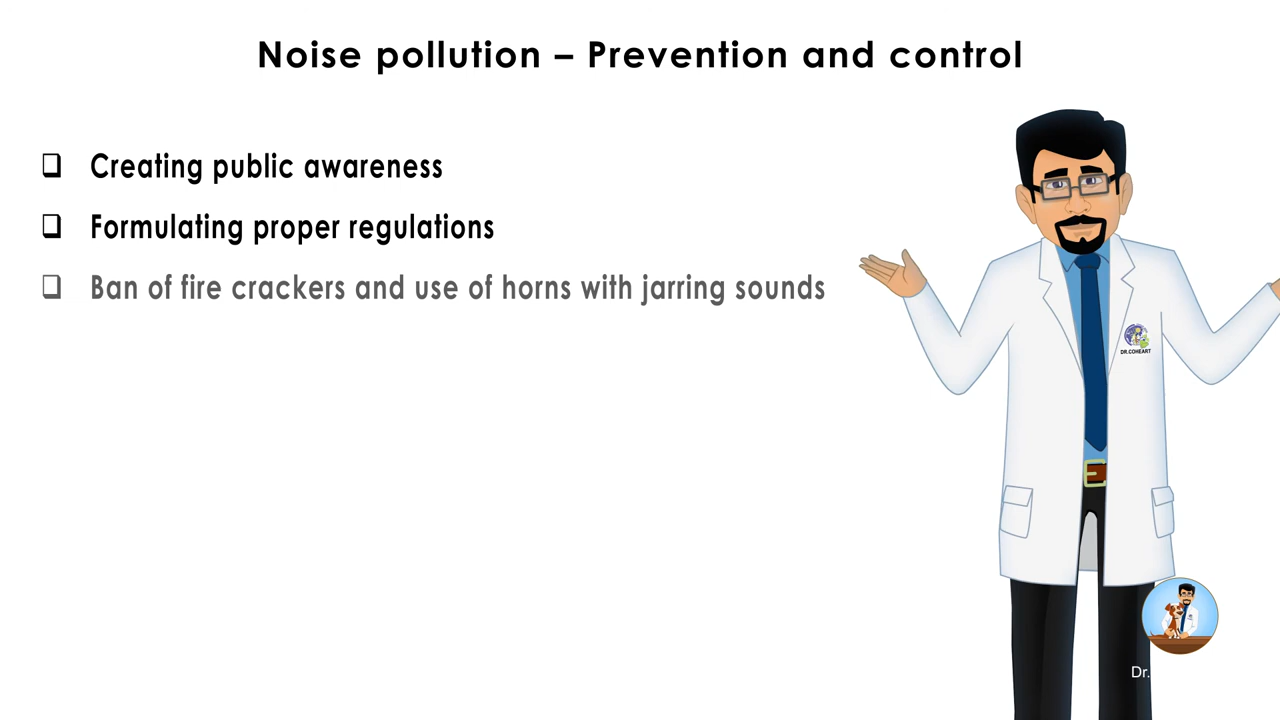 Noise pollution – Prevention and control
❑ Creating public awareness
❑ Formulating proper regulations
❑ Ban of fire crackers and use of horns with jarring sounds
DR.COHEART
Dr.